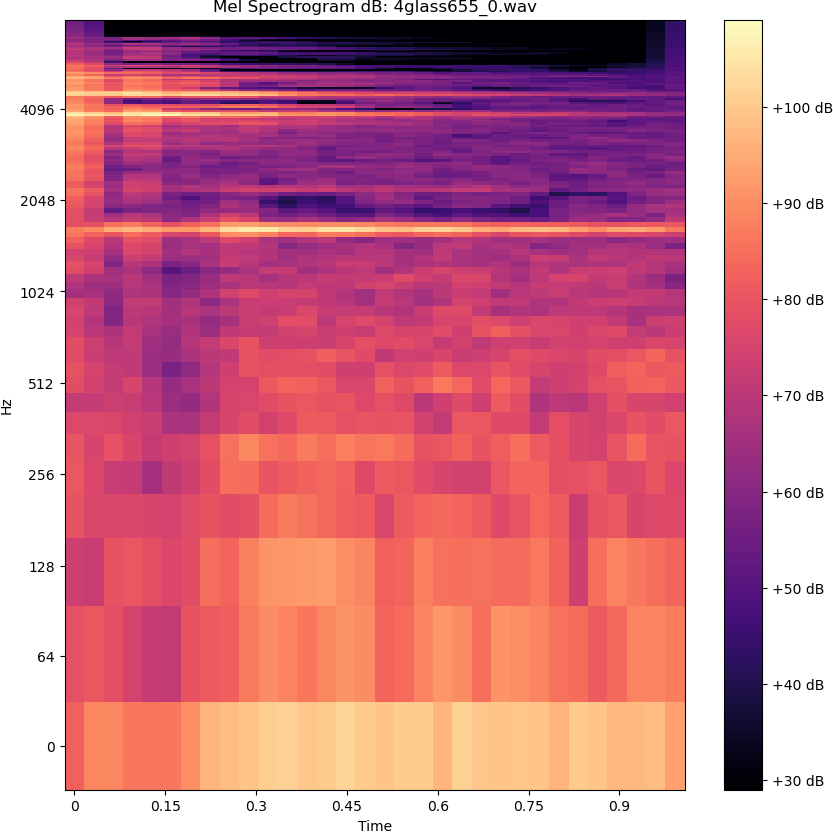 Mel Spectrogram dB: 4glass655_0.wav
Hz
4096
2048
1024
512
256
128
64
0
0 0.15 0.3 0.45 0.6 0.75 0.9
Time
+100 dB
+90 dB
+80 dB
+70 dB
+60 dB
+50 dB
+40 dB
+30 dB